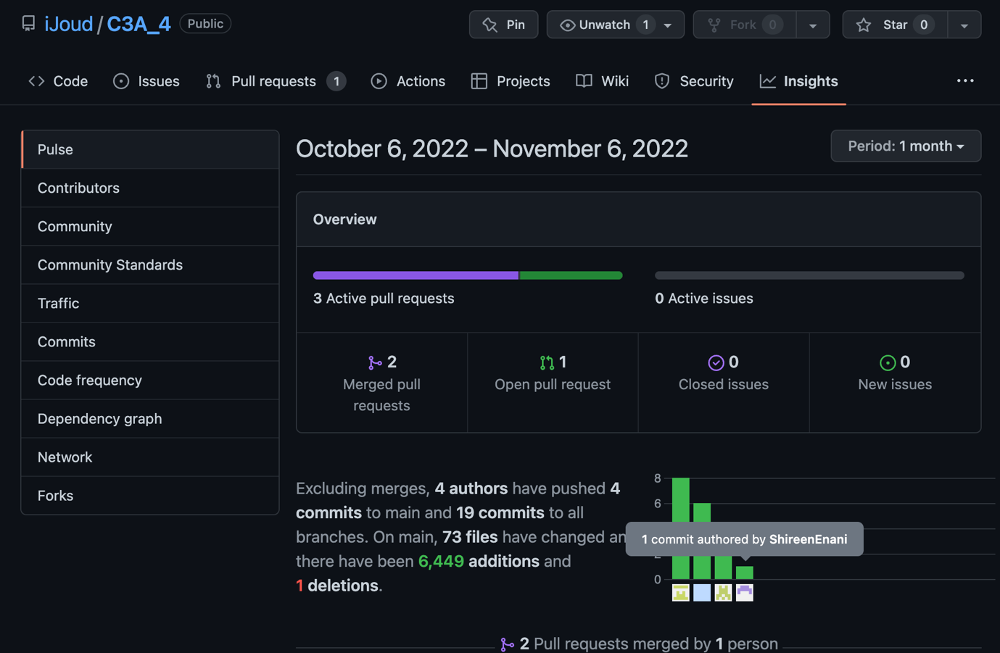 iJoud / C3A_4 Public
Pin
Unwatch 1
Fork 0
Star 0
Code
Issues
Pull requests 1
Actions
Projects
Wiki
Security
Insights
Pulse
Contributors
Community
Community Standards
Traffic
Commits
Code frequency
Dependency graph
Network
Forks
October 6, 2022 – November 6, 2022
Period: 1 month
Overview
3 Active pull requests
0 Active issues
2
Merged pull
requests
1
Open pull request
0
Closed issues
0
New issues
Excluding merges, 4 authors have pushed 4
commits to main and 19 commits to all
branches. On main, 73 files have changed an
there have been 6,449 additions and
1 deletions.
8
6
1 commit authored by ShireenEnani
2
0
2 Pull requests merged by 1 person